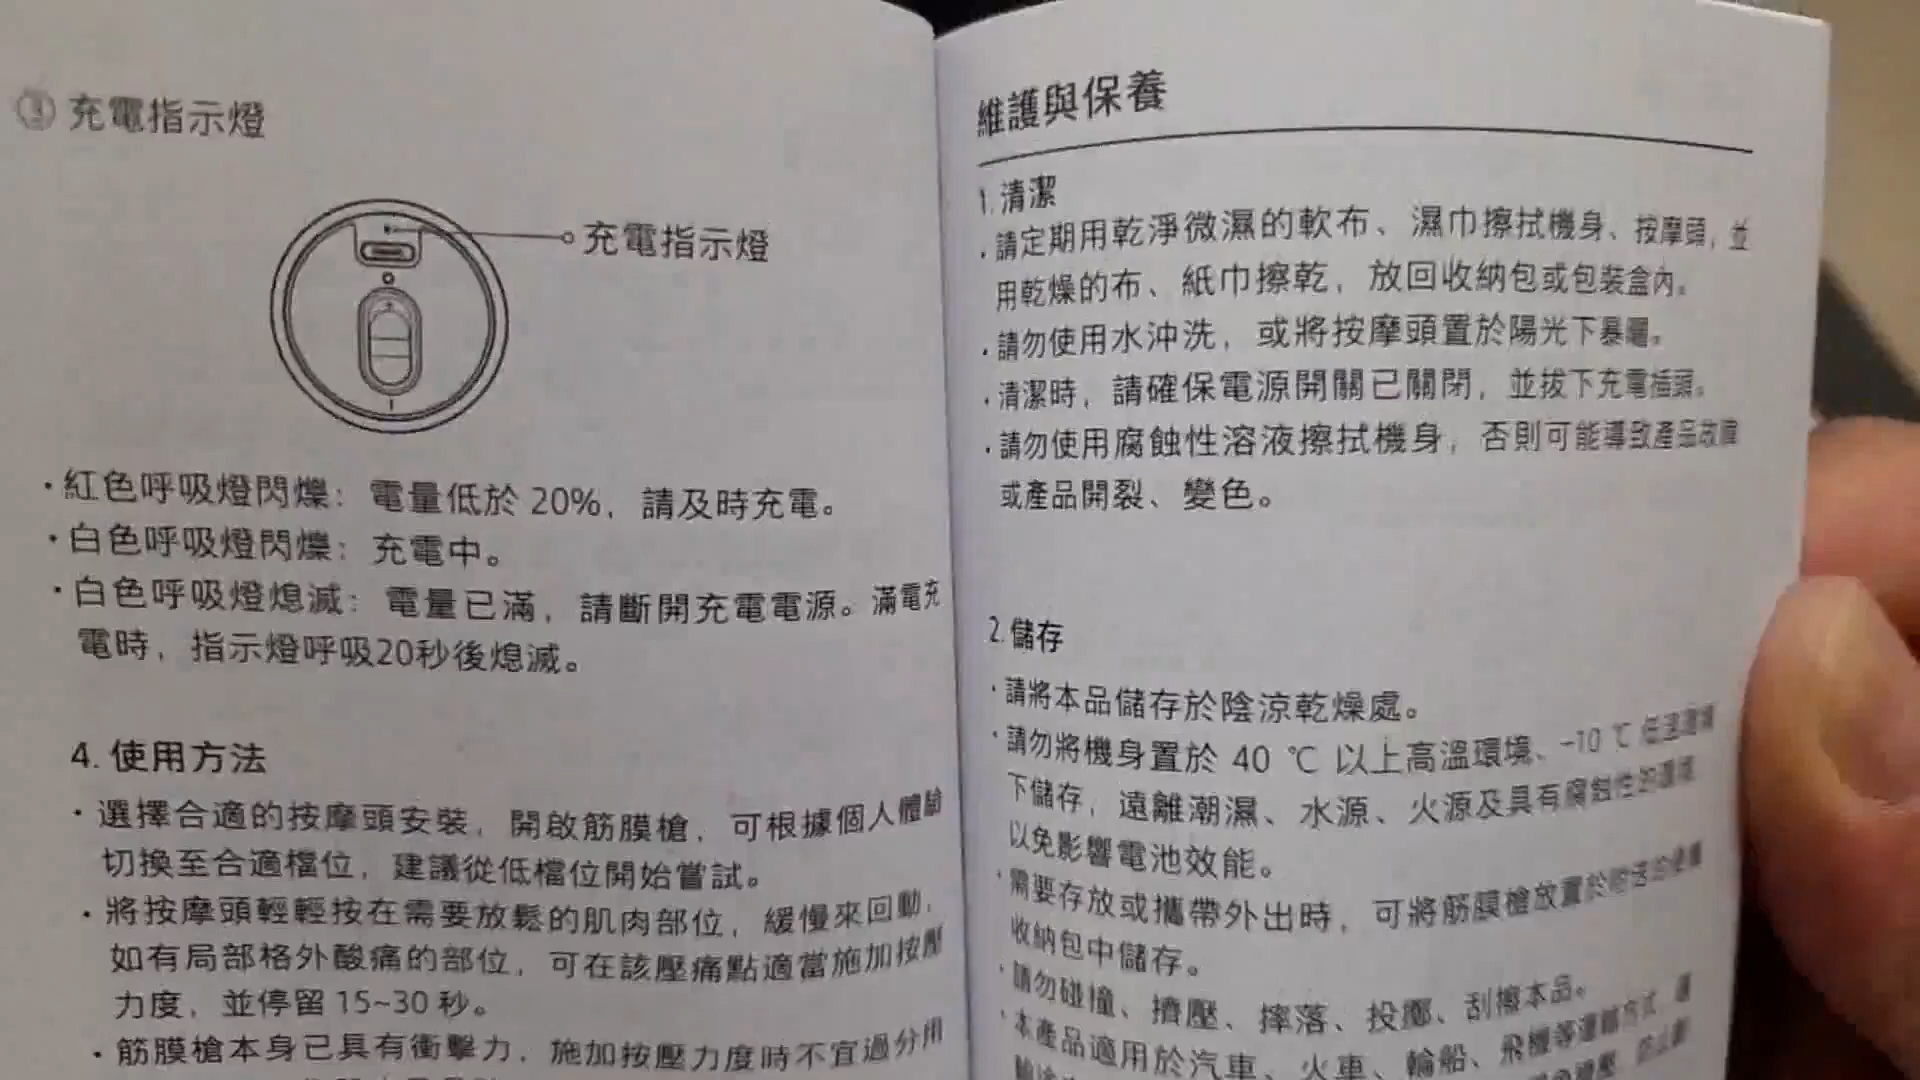 ③ 充電指示燈
充電指示燈
·紅色呼吸燈閃爍：電量低於 20%，請及時充電。
·白色呼吸燈閃爍：充電中。
·白色呼吸燈熄滅：電量已滿，請斷開充電電源。滿電充
電時，指示燈呼吸20秒後熄滅。
4. 使用方法
·選擇合適的按摩頭安裝，開啟筋膜槍，可根據個人體驗
切換至合適檔位，建議從低檔位開始嘗試。
·將按摩頭輕輕按在需要放鬆的肌肉部位，緩慢來回動，
如有局部格外酸痛的部位，可在該壓痛點適當施加按壓
力度，並停留 15~30 秒。
·筋膜槍本身已具有衝擊力，施加按壓力度時不宜過分用
維護與保養
1. 清潔
·請定期用乾淨微濕的軟布、濕巾擦拭機身、按摩頭，並
用乾燥的布、紙巾擦乾，放回收納包或包裝盒內。
·請勿使用水沖洗，或將按摩頭置於陽光下暴曬。
·清潔時，請確保電源開關已關閉，並拔下充電插頭。
·請勿使用腐蝕性溶液擦拭機身，否則可能導致產品故障
或產品開裂、變色。
2. 儲存
·請將本品儲存於陰涼乾燥處。
·請勿將機身置於 40 ℃ 以上高溫環境、-10 ℃ 低溫環境
下儲存，遠離潮濕、水源、火源及具有腐蝕性的環境
以免影響電池效能。
·需要存放或攜帶外出時，可將筋膜槍放置於附送的便攜
收納包中儲存。
·請勿碰撞、擠壓、摔落、投擲、刮擦本品。
·本產品適用於汽車、火車、輪船、飛機等運輸方式，運